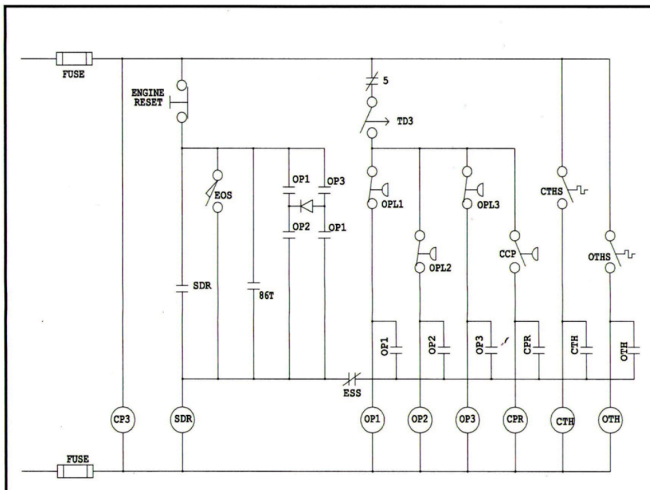 FUSE
ENGINE
RESET
5
TD3
EOS
OP1
OP3
OP2
OP1
OPL1
OPL3
CTHS
OPL2
CCP
OTHS
SDR
86T
OP1
OP2
OP3
CPR
CTH
OTH
ESS
CP3
SDR
OP1
OP2
OP3
CPR
CTH
OTH
FUSE